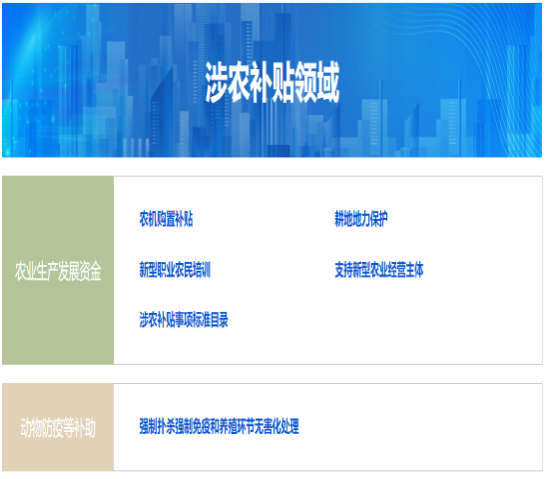 涉农补贴领域
农业生产发展资金
农机购置补贴 耕地地力保护
新型职业农民培训 支持新型农业经营主体
涉农补贴事项标准目录
动物防疫等补助
强制扑杀强制免疫和养殖环节无害化处理